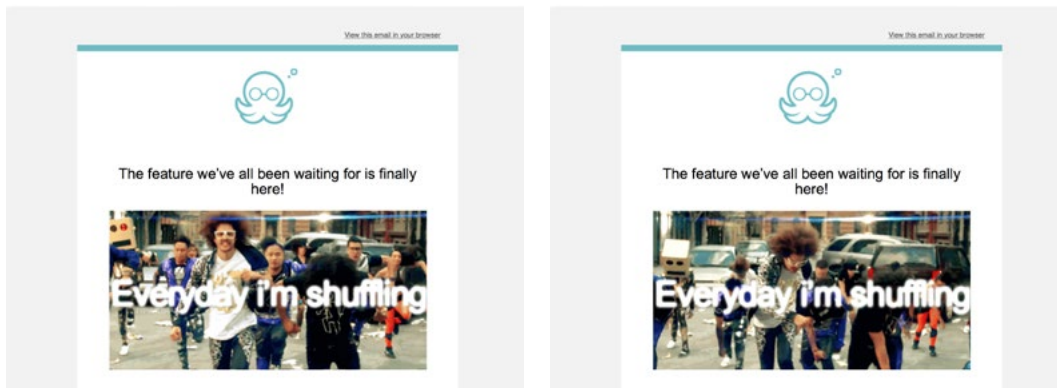 View this email in your browser
The feature we've all been waiting for is finally
here!
Everyday i'm shuffling
View this email in your browser
The feature we've all been waiting for is finally
here!
Everyday i'm shuffling